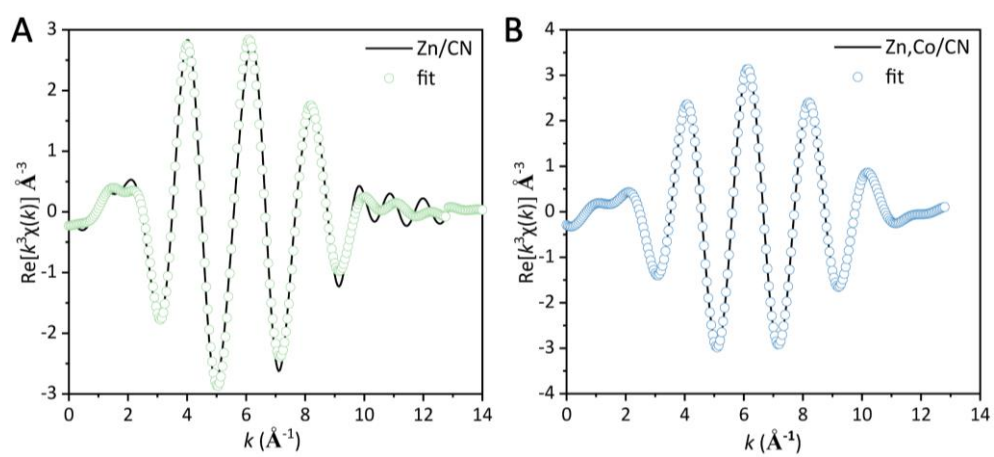 A
3
2
1
0
-1
-2
-3
0 2 4 6 8 10 12 14
Re[k³χ(k)] Å⁻³
k (Å⁻¹)
Zn/CN
fit
B
4
3
2
1
0
-1
-2
-3
-4
0 2 4 6 8 10 12 14
Re[k³χ(k)] Å⁻³
k (Å⁻¹)
Zn,Co/CN
fit